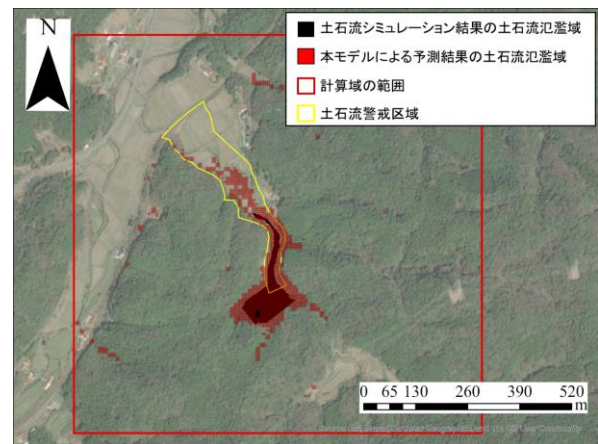 N
土石流シミュレーション結果の土石流氾濫域
本モデルによる予測結果の土石流氾濫域
計算域の範囲
土石流警戒区域
0 65 130 260 390 520
m